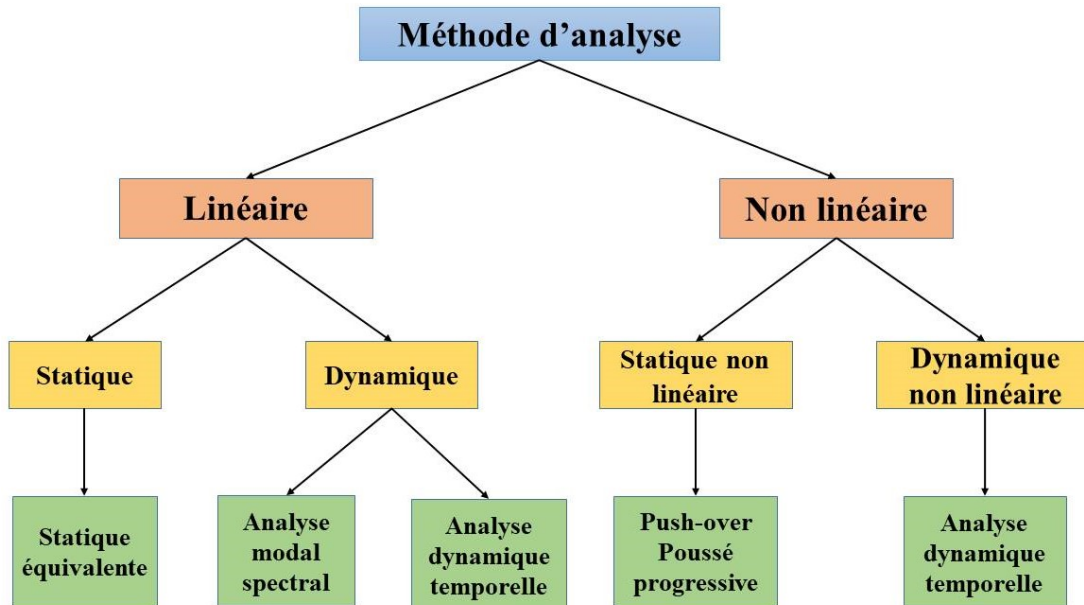 Méthode d’analyse
Linéaire
Non linéaire
Statique
Dynamique
Statique non
linéaire
Dynamique
non linéaire
Statique
équivalente
Analyse
modal
spectral
Analyse
dynamique
temporelle
Push-over
Poussé
progressive
Analyse
dynamique
temporelle